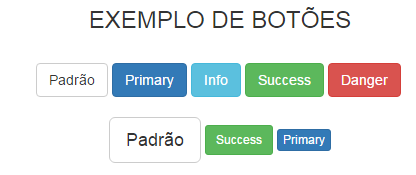 EXEMPLO DE BOTÕES
Padrão Primary Info Success Danger
Padrão Success Primary